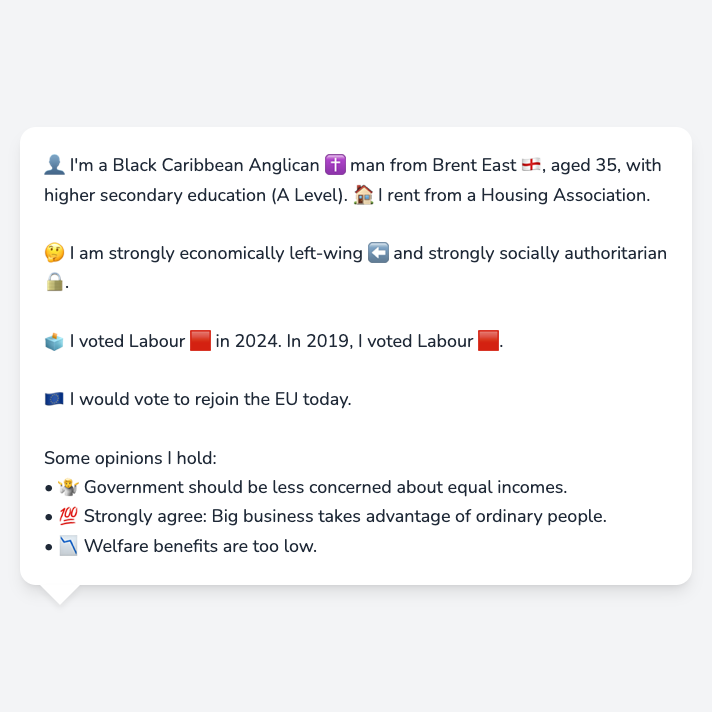 👤 I'm a Black Caribbean Anglican ✝️ man from Brent East 🏴󠁧󠁢󠁥󠁮󠁧󠁿, aged 35, with
higher secondary education (A Level). 🏠 I rent from a Housing Association.
🤔 I am strongly economically left-wing ⬅️ and strongly socially authoritarian
🔒.
🗳️ I voted Labour 🟥 in 2024. In 2019, I voted Labour 🟥.
🇪🇺 I would vote to rejoin the EU today.
Some opinions I hold:
• 🤷 Government should be less concerned about equal incomes.
• 💯 Strongly agree: Big business takes advantage of ordinary people.
• 📉 Welfare benefits are too low.